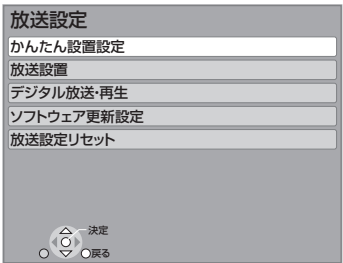 放送設定
かんたん設置設定
放送設置
デジタル放送・再生
ソフトウェア更新設定
放送設定リセット
決定
戻る